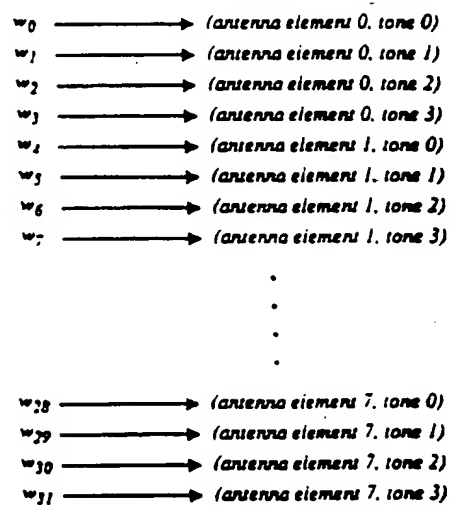 w0 → (antenna element 0, tone 0)
w1 → (antenna element 0, tone 1)
w2 → (antenna element 0, tone 2)
w3 → (antenna element 0, tone 3)
w4 → (antenna element 1, tone 0)
w5 → (antenna element 1, tone 1)
w6 → (antenna element 1, tone 2)
w7 → (antenna element 1, tone 3)
w28 → (antenna element 7, tone 0)
w29 → (antenna element 7, tone 1)
w30 → (antenna element 7, tone 2)
w31 → (antenna element 7, tone 3)